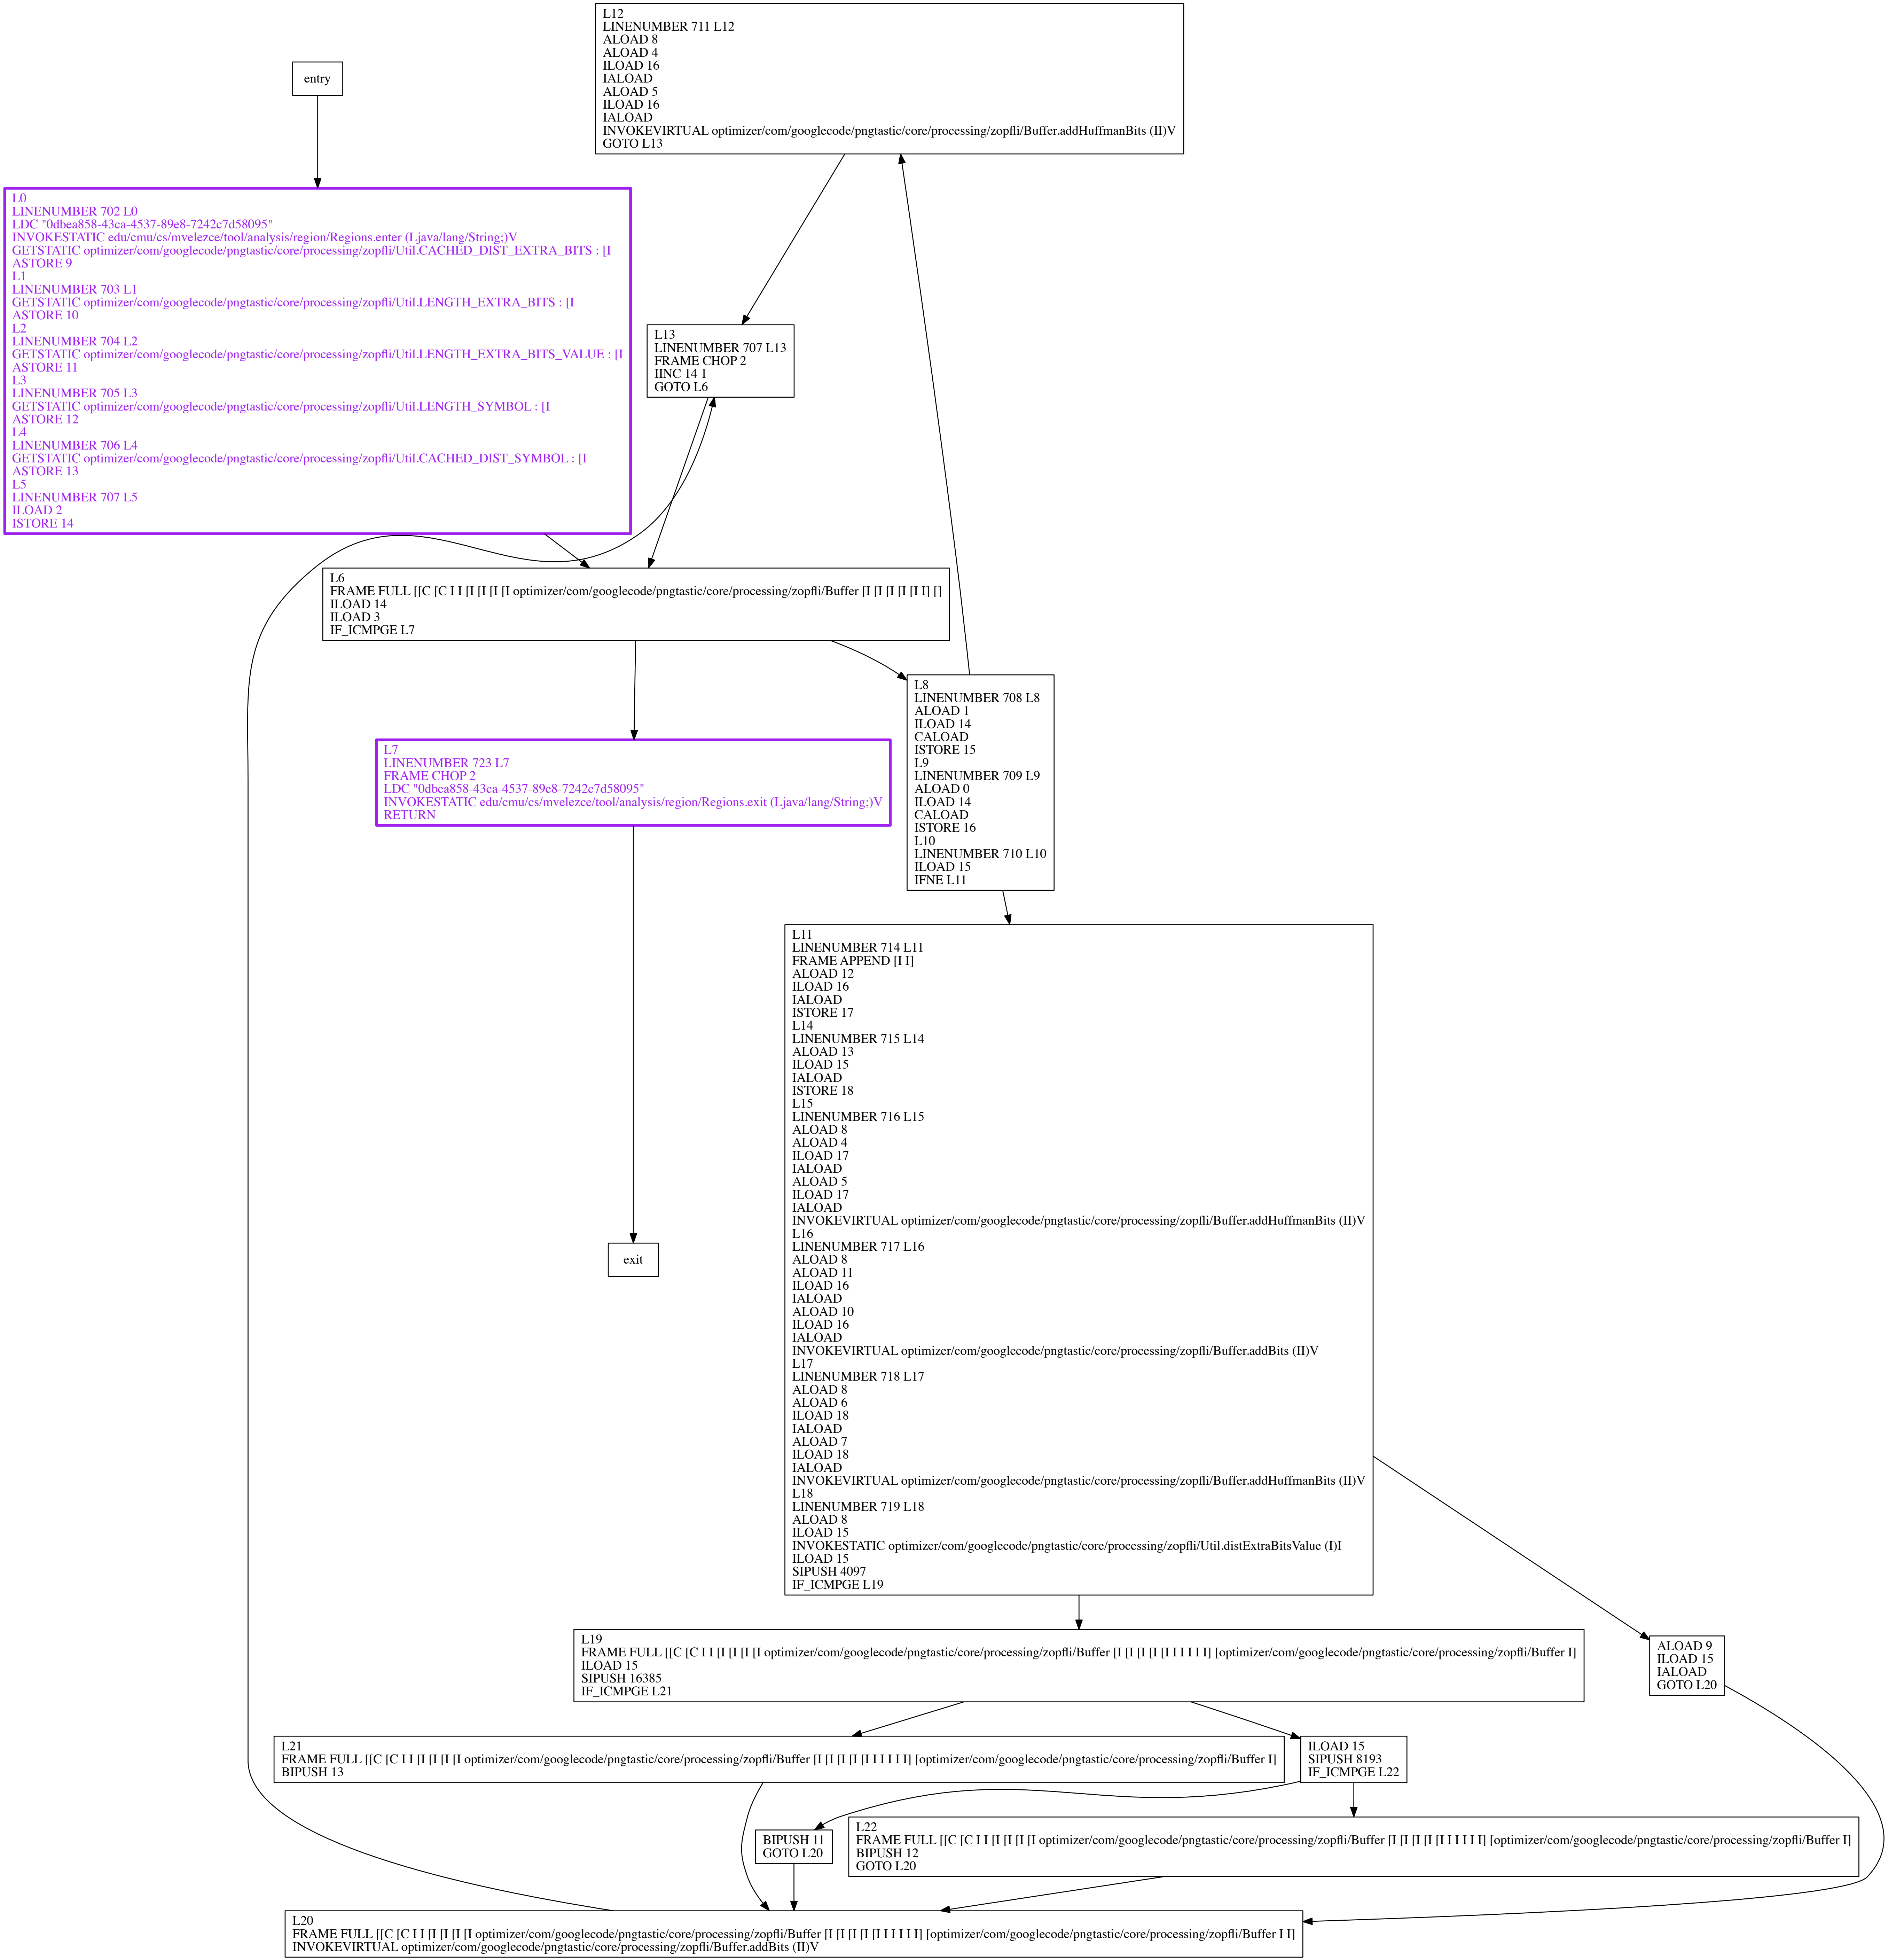 L12
LINENUMBER 711 L12
ALOAD 8
ALOAD 4
ILOAD 16
IALOAD
ALOAD 5
ILOAD 16
IALOAD
INVOKEVIRTUAL optimizer/com/googlecode/pngtastic/core/processing/zopfli/Buffer.addHuffmanBits (II)V
GOTO L13
entry
L0
LINENUMBER 702 L0
LDC "0dbea858-43ca-4537-89e8-7242c7d58095"
INVOKESTATIC edu/cmu/cs/mvelezce/tool/analysis/region/Regions.enter (Ljava/lang/String;)V
GETSTATIC optimizer/com/googlecode/pngtastic/core/processing/zopfli/Util.CACHED_DIST_EXTRA_BITS : [I
ASTORE 9
L1
LINENUMBER 703 L1
GETSTATIC optimizer/com/googlecode/pngtastic/core/processing/zopfli/Util.LENGTH_EXTRA_BITS : [I
ASTORE 10
L2
LINENUMBER 704 L2
GETSTATIC optimizer/com/googlecode/pngtastic/core/processing/zopfli/Util.LENGTH_EXTRA_BITS_VALUE : [I
ASTORE 11
L3
LINENUMBER 705 L3
GETSTATIC optimizer/com/googlecode/pngtastic/core/processing/zopfli/Util.LENGTH_SYMBOL : [I
ASTORE 12
L4
LINENUMBER 706 L4
GETSTATIC optimizer/com/googlecode/pngtastic/core/processing/zopfli/Util.CACHED_DIST_SYMBOL : [I
ASTORE 13
L5
LINENUMBER 707 L5
ILOAD 2
ISTORE 14
L13
LINENUMBER 707 L13
FRAME CHOP 2
IINC 14 1
GOTO L6
L6
FRAME FULL [[C [C I I [I [I [I [I optimizer/com/googlecode/pngtastic/core/processing/zopfli/Buffer [I [I [I [I [I I] []
ILOAD 14
ILOAD 3
IF_ICMPGE L7
L8
LINENUMBER 708 L8
ALOAD 1
ILOAD 14
CALOAD
ISTORE 15
L9
LINENUMBER 709 L9
ALOAD 0
ILOAD 14
CALOAD
ISTORE 16
L10
LINENUMBER 710 L10
ILOAD 15
IFNE L11
L7
LINENUMBER 723 L7
FRAME CHOP 2
LDC "0dbea858-43ca-4537-89e8-7242c7d58095"
INVOKESTATIC edu/cmu/cs/mvelezce/tool/analysis/region/Regions.exit (Ljava/lang/String;)V
RETURN
exit
L11
LINENUMBER 714 L11
FRAME APPEND [I I]
ALOAD 12
ILOAD 16
IALOAD
ISTORE 17
L14
LINENUMBER 715 L14
ALOAD 13
ILOAD 15
IALOAD
ISTORE 18
L15
LINENUMBER 716 L15
ALOAD 8
ALOAD 4
ILOAD 17
IALOAD
ALOAD 5
ILOAD 17
IALOAD
INVOKEVIRTUAL optimizer/com/googlecode/pngtastic/core/processing/zopfli/Buffer.addHuffmanBits (II)V
L16
LINENUMBER 717 L16
ALOAD 8
ALOAD 11
ILOAD 16
IALOAD
ALOAD 10
ILOAD 16
IALOAD
INVOKEVIRTUAL optimizer/com/googlecode/pngtastic/core/processing/zopfli/Buffer.addBits (II)V
L17
LINENUMBER 718 L17
ALOAD 8
ALOAD 6
ILOAD 18
IALOAD
ALOAD 7
ILOAD 18
IALOAD
INVOKEVIRTUAL optimizer/com/googlecode/pngtastic/core/processing/zopfli/Buffer.addHuffmanBits (II)V
L18
LINENUMBER 719 L18
ALOAD 8
ILOAD 15
INVOKESTATIC optimizer/com/googlecode/pngtastic/core/processing/zopfli/Util.distExtraBitsValue (I)I
ILOAD 15
SIPUSH 4097
IF_ICMPGE L19
L19
FRAME FULL [[C [C I I [I [I [I [I optimizer/com/googlecode/pngtastic/core/processing/zopfli/Buffer [I [I [I [I [I I I I I I] [optimizer/com/googlecode/pngtastic/core/processing/zopfli/Buffer I]
ILOAD 15
SIPUSH 16385
IF_ICMPGE L21
ALOAD 9
ILOAD 15
IALOAD
GOTO L20
L21
FRAME FULL [[C [C I I [I [I [I [I optimizer/com/googlecode/pngtastic/core/processing/zopfli/Buffer [I [I [I [I [I I I I I I] [optimizer/com/googlecode/pngtastic/core/processing/zopfli/Buffer I]
BIPUSH 13
ILOAD 15
SIPUSH 8193
IF_ICMPGE L22
BIPUSH 11
GOTO L20
L22
FRAME FULL [[C [C I I [I [I [I [I optimizer/com/googlecode/pngtastic/core/processing/zopfli/Buffer [I [I [I [I [I I I I I I] [optimizer/com/googlecode/pngtastic/core/processing/zopfli/Buffer I]
BIPUSH 12
GOTO L20
L20
FRAME FULL [[C [C I I [I [I [I [I optimizer/com/googlecode/pngtastic/core/processing/zopfli/Buffer [I [I [I [I [I I I I I I] [optimizer/com/googlecode/pngtastic/core/processing/zopfli/Buffer I I]
INVOKEVIRTUAL optimizer/com/googlecode/pngtastic/core/processing/zopfli/Buffer.addBits (II)V